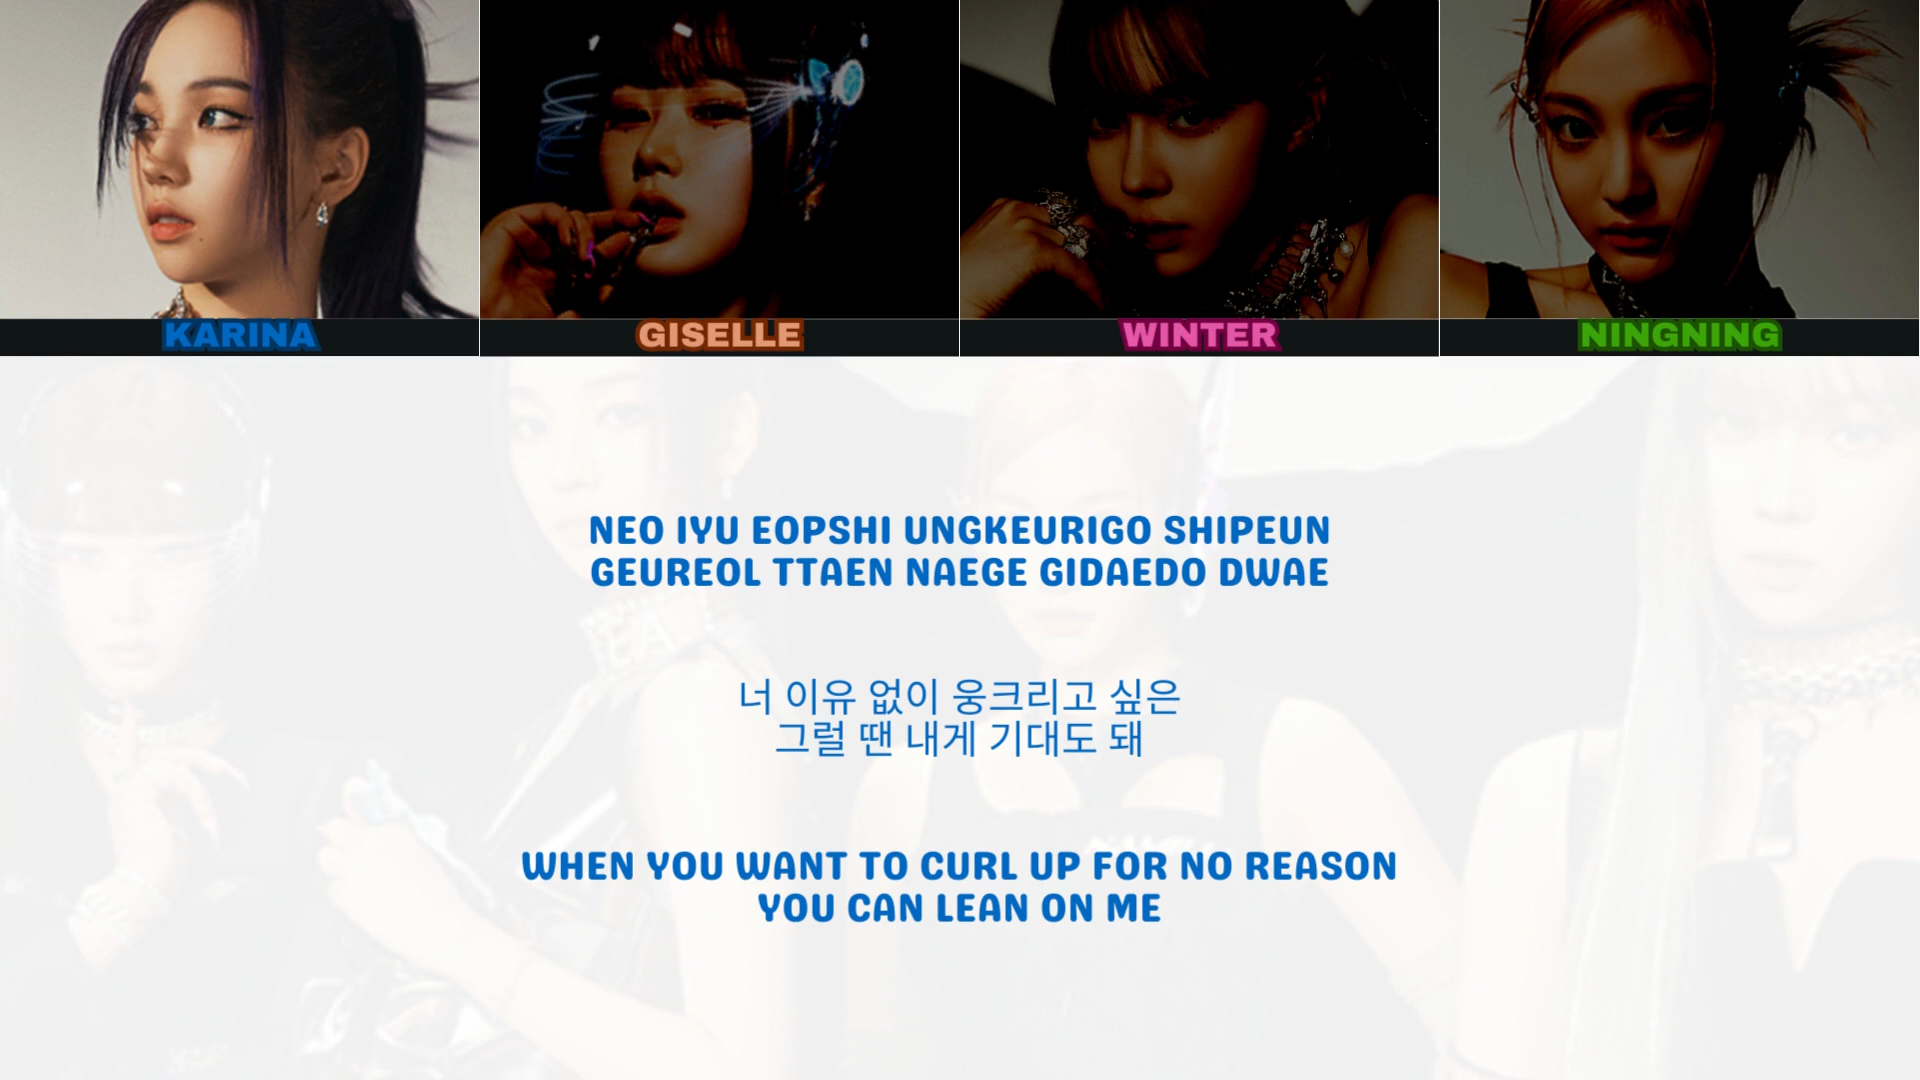 KARINA
GISELLE
WINTER
NINGNING
NEO IYU EOPSHI UNGKEURIGO SHIPEUN
GEUREOL TTAEN NAEGE GIDAEDO DWAE
너 이유 없이 웅크리고 싶은
그럴 땐 내게 기대도 돼
WHEN YOU WANT TO CURL UP FOR NO REASON
YOU CAN LEAN ON ME